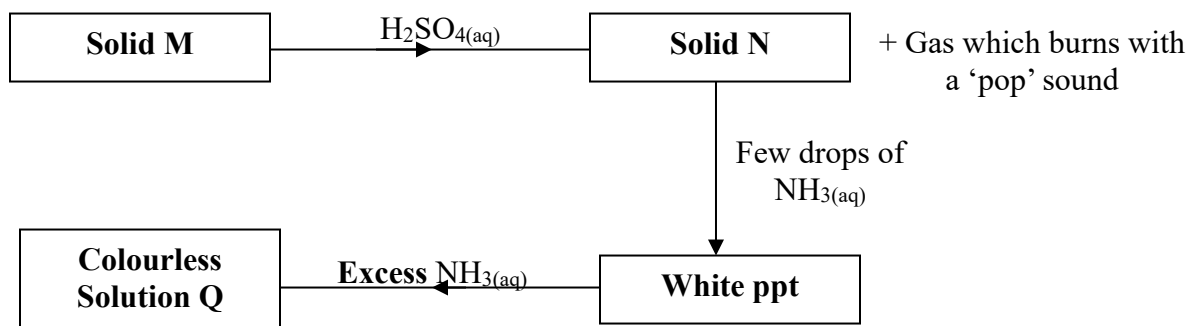 Solid M
H₂SO₄(aq)
Solid N
+ Gas which burns with
a ‘pop’ sound
Few drops of
NH₃(aq)
White ppt
Excess NH₃(aq)
Colourless
Solution Q